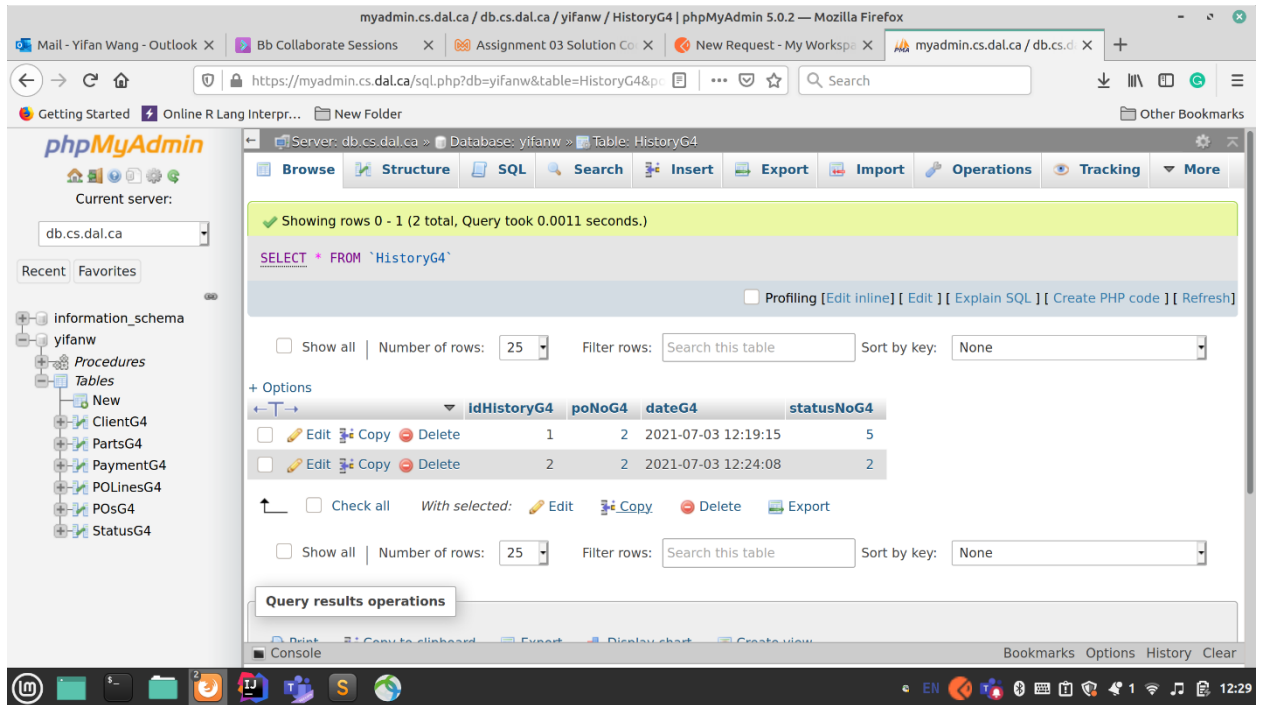 myadmin.cs.dal.ca / db.cs.dal.ca / yifanw / HistoryG4 | phpMyAdmin 5.0.2 — Mozilla Firefox
Mail - Yifan Wang - Outlook Bb Collaborate Sessions Assignment 03 Solution Co New Request - My Workspa myadmin.cs.dal.ca / db.cs.d
https://myadmin.cs.dal.ca/sql.php?db=yifanw&table=HistoryG4&po Search
Getting Started Online R Lang Interpr... New Folder Other Bookmarks
phpMyAdmin
Current server:
db.cs.dal.ca
Recent Favorites
information_schema
yifanw
Procedures
Tables
New
ClientG4
PartsG4
PaymentG4
POLinesG4
POsG4
StatusG4
Server: db.cs.dal.ca » Database: yifanw » Table: HistoryG4
Browse Structure SQL Search Insert Export Import Operations Tracking More
Showing rows 0 - 1 (2 total, Query took 0.0011 seconds.)
SELECT * FROM `HistoryG4`
Profiling [Edit inline] [ Edit ] [ Explain SQL ] [ Create PHP code ] [ Refresh]
Show all | Number of rows: 25 Filter rows: Search this table Sort by key: None
+ Options
←T→ idHistoryG4 poNoG4 dateG4 statusNoG4
Edit Copy Delete 1 2 2021-07-03 12:19:15 5
Edit Copy Delete 2 2 2021-07-03 12:24:08 2
Check all With selected: Edit Copy Delete Export
Show all | Number of rows: 25 Filter rows: Search this table Sort by key: None
Query results operations
Print Copy to clipboard Export Display chart Create view
Console Bookmarks Options History Clear
EN 1 12:29